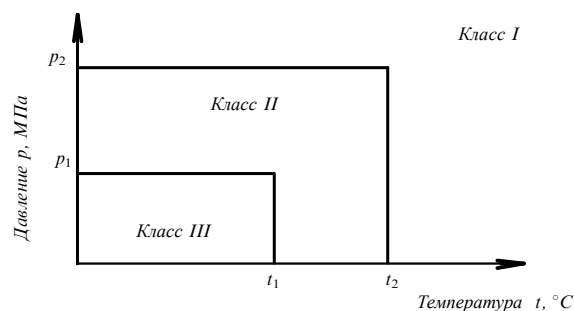 Класс I
p2
Класс II
p1
Класс III
Давление p, МПа
t1
t2
Температура t, °C